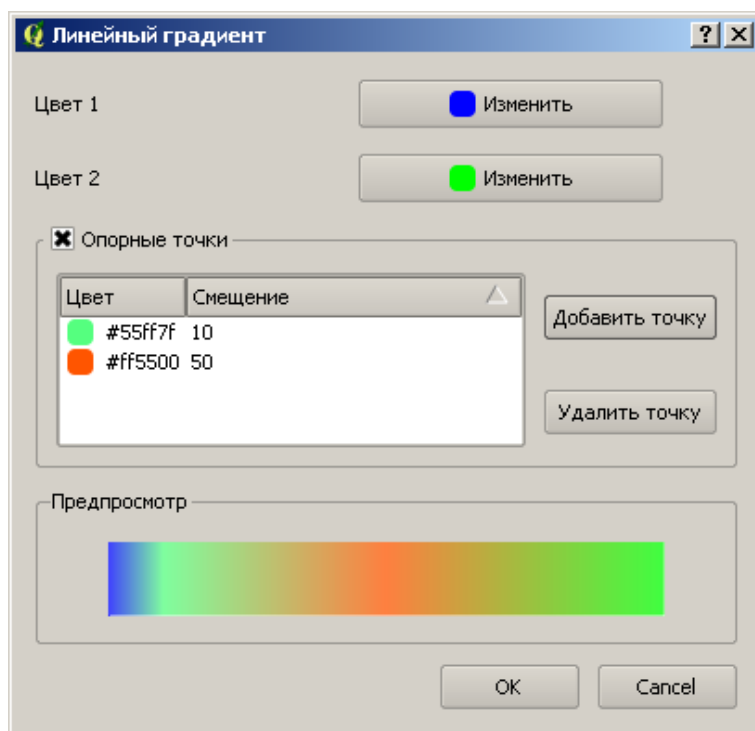 Линейный градиент
Цвет 1
Изменить
Цвет 2
Изменить
Опорные точки
Цвет Смещение
#55ff7f 10
#ff5500 50
Добавить точку
Удалить точку
Предпросмотр
OK Cancel